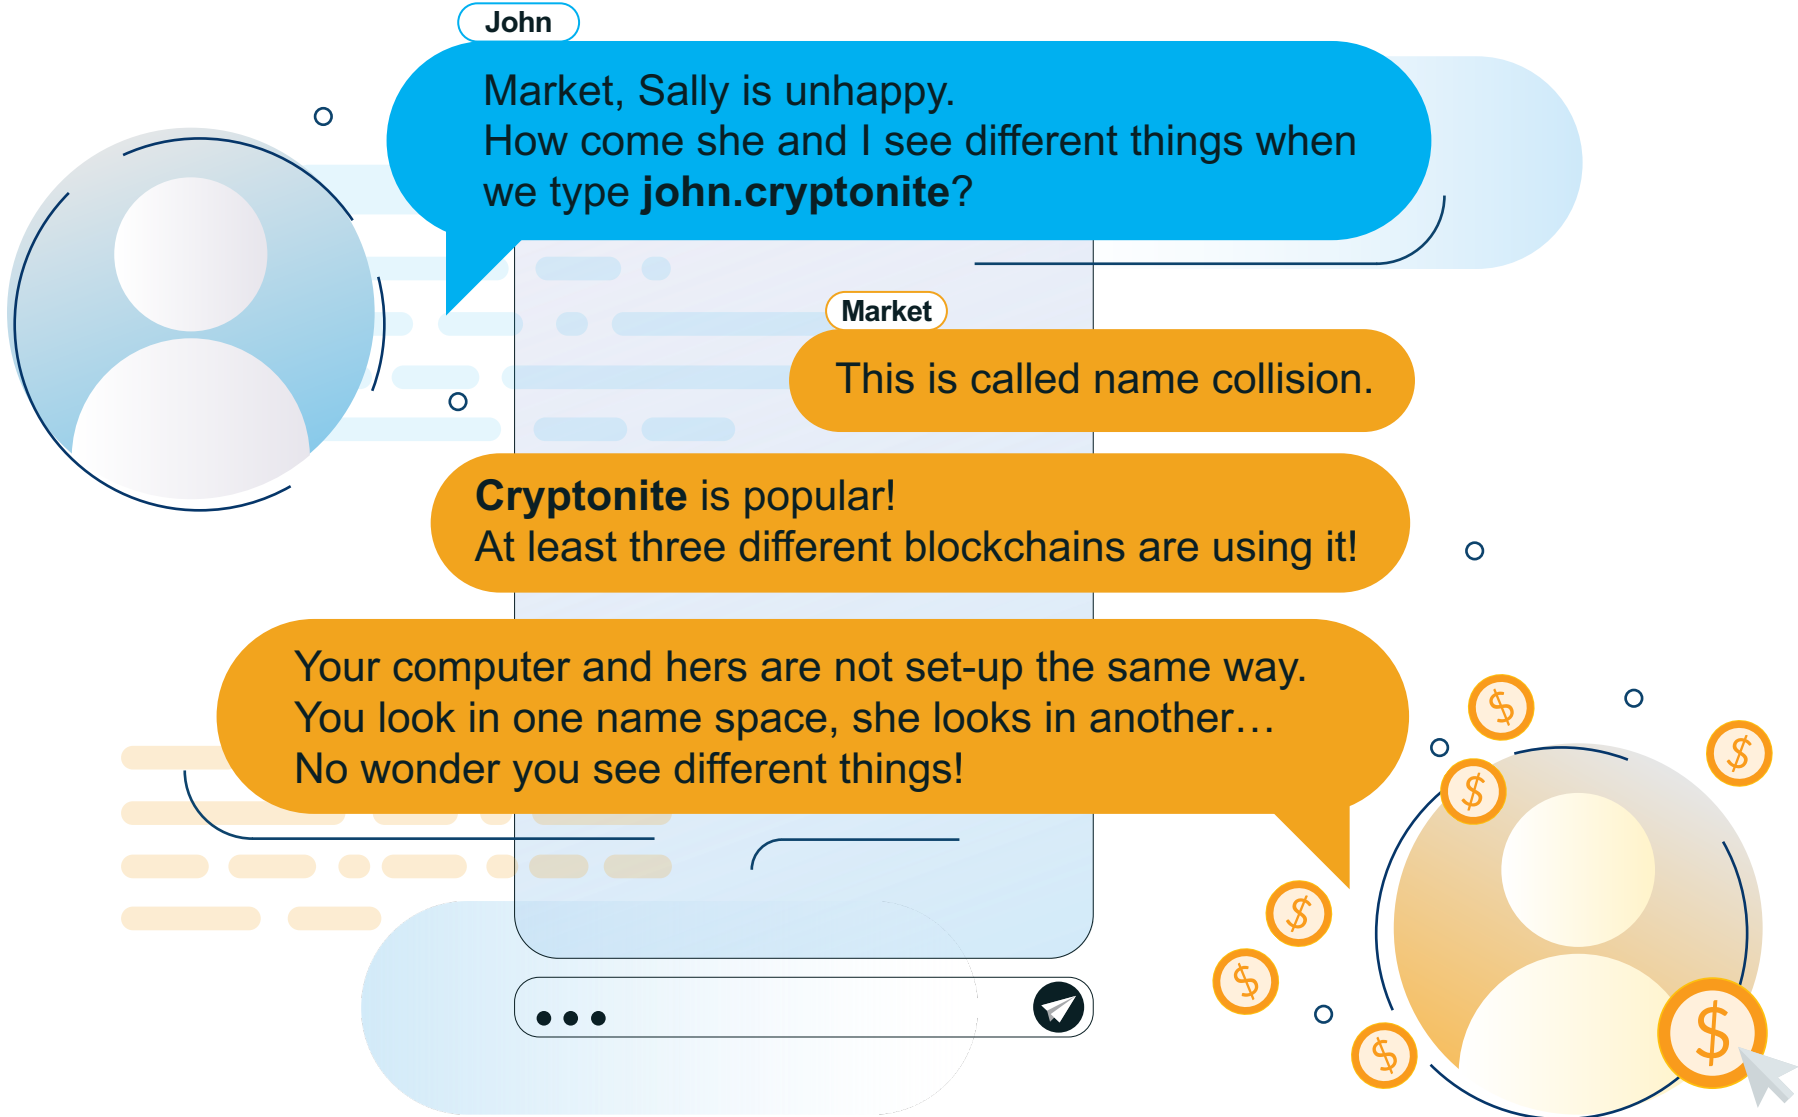 John
Market, Sally is unhappy.
How come she and I see different things when
we type john.cryptonite?
Market
This is called name collision.
Cryptonite is popular!
At least three different blockchains are using it!
Your computer and hers are not set-up the same way.
You look in one name space, she looks in another…
No wonder you see different things!